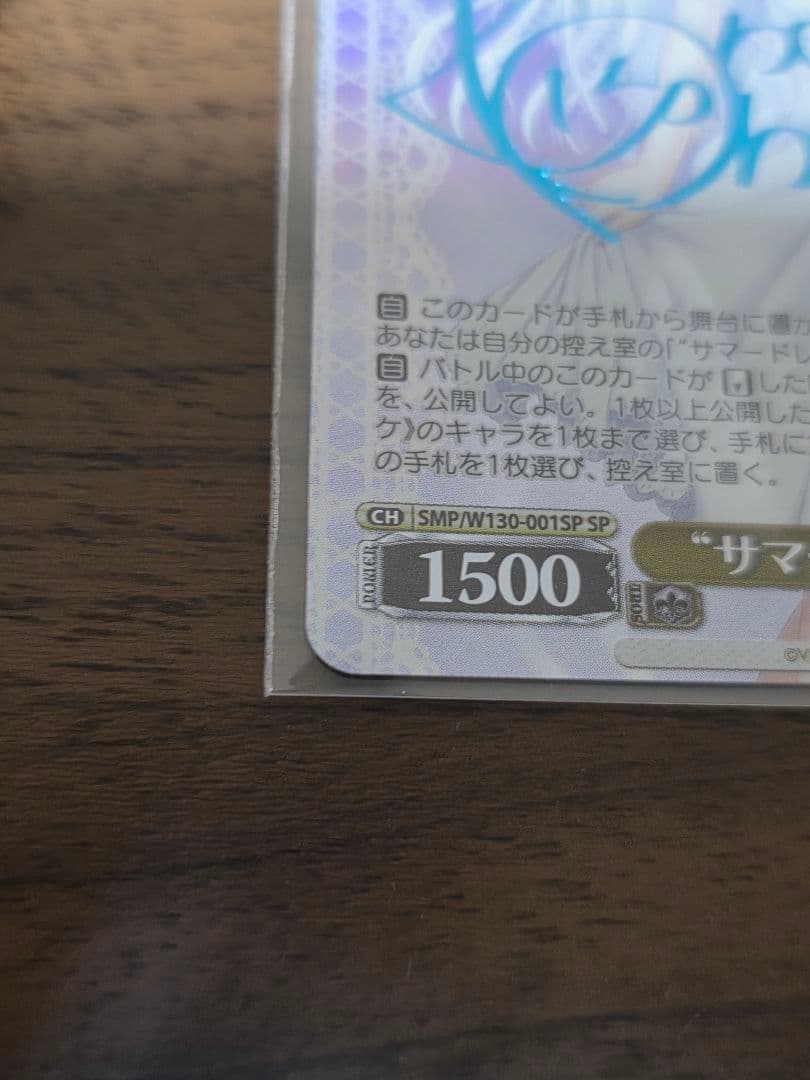 自 このカードが手札から舞台に置か
あなたは自分の控え室の「“サマードレ
自 バトル中のこのカードが した
を、公開してよい。1枚以上公開した
ケ》のキャラを1枚まで選び、手札に
の手札を1枚選び、控え室に置く。
CH SMP/W130-001SP SP
POWER 1500
“サマ
SOUL
©V